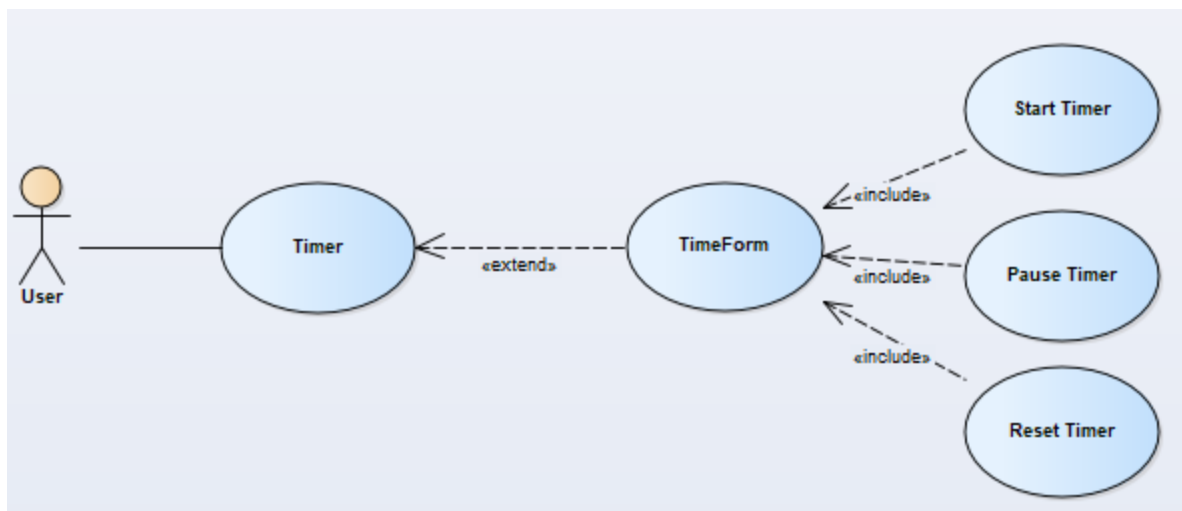 Start Timer
«include»
Timer
TimeForm
«extend»
Pause Timer
«include»
User
«include»
Reset Timer